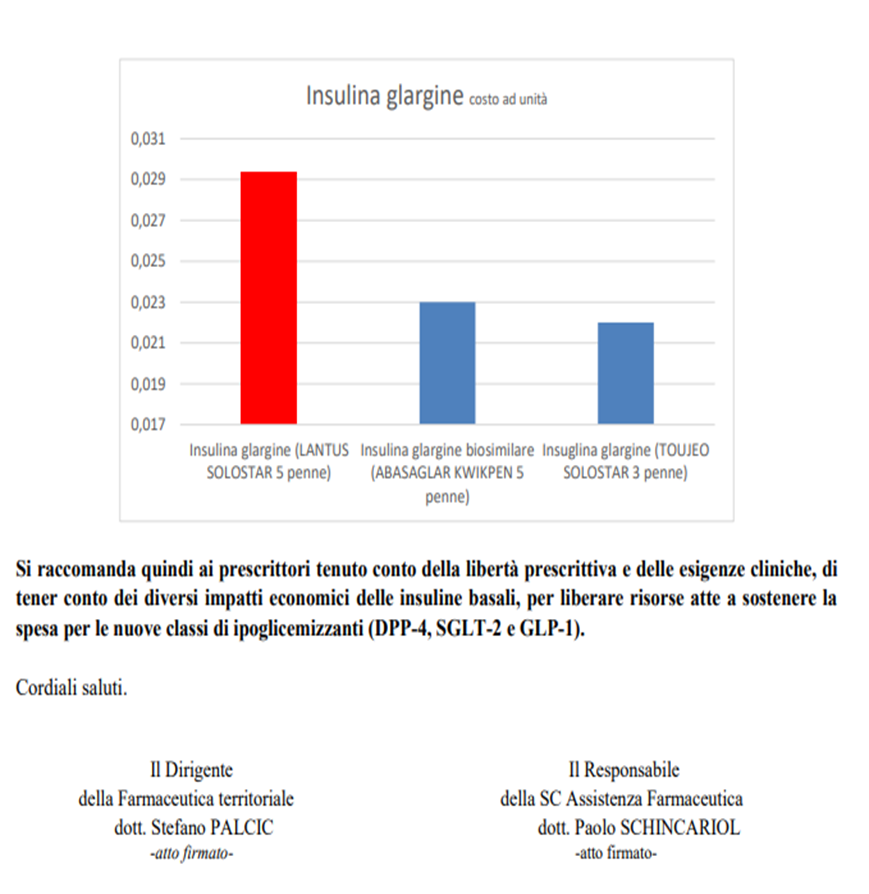 Insulina glargine costo ad unità
0,031
0,029
0,027
0,025
0,023
0,021
0,019
0,017
Insulina glargine (LANTUS
SOLOSTAR 5 penne)
Insulina glargine biosimilare
(ABASAGLAR KWIKPEN 5
penne)
Insuglina glargine (TOUJEO
SOLOSTAR 3 penne)
Si raccomanda quindi ai prescrittori tenuto conto della libertà prescrittiva e delle esigenze cliniche, di
tener conto dei diversi impatti economici delle insuline basali, per liberare risorse atte a sostenere la
spesa per le nuove classi di ipoglicemizzanti (DPP-4, SGLT-2 e GLP-1).
Cordiali saluti.
Il Dirigente
della Farmaceutica territoriale
dott. Stefano PALCIC
-atto firmato-
Il Responsabile
della SC Assistenza Farmaceutica
dott. Paolo SCHINCARIOL
-atto firmato-